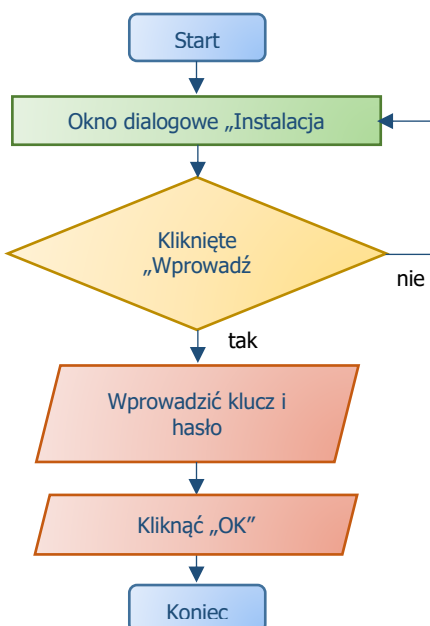 Start
Okno dialogowe „Instalacja
Kliknięte
„Wprowadź
nie
tak
Wprowadzić klucz i
hasło
Kliknąć „OK”
Koniec